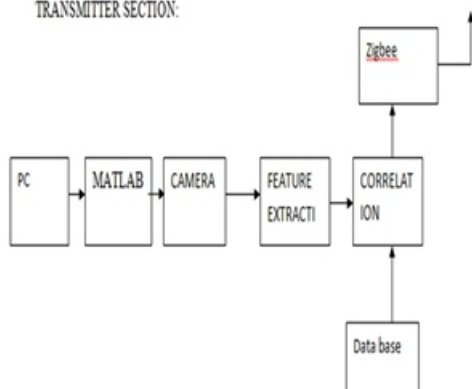 TRANSMITTER SECTION:
Zigbee
PC
MATLAB
CAMERA
FEATURE
EXTRACTI
CORRELAT
ION
Data base